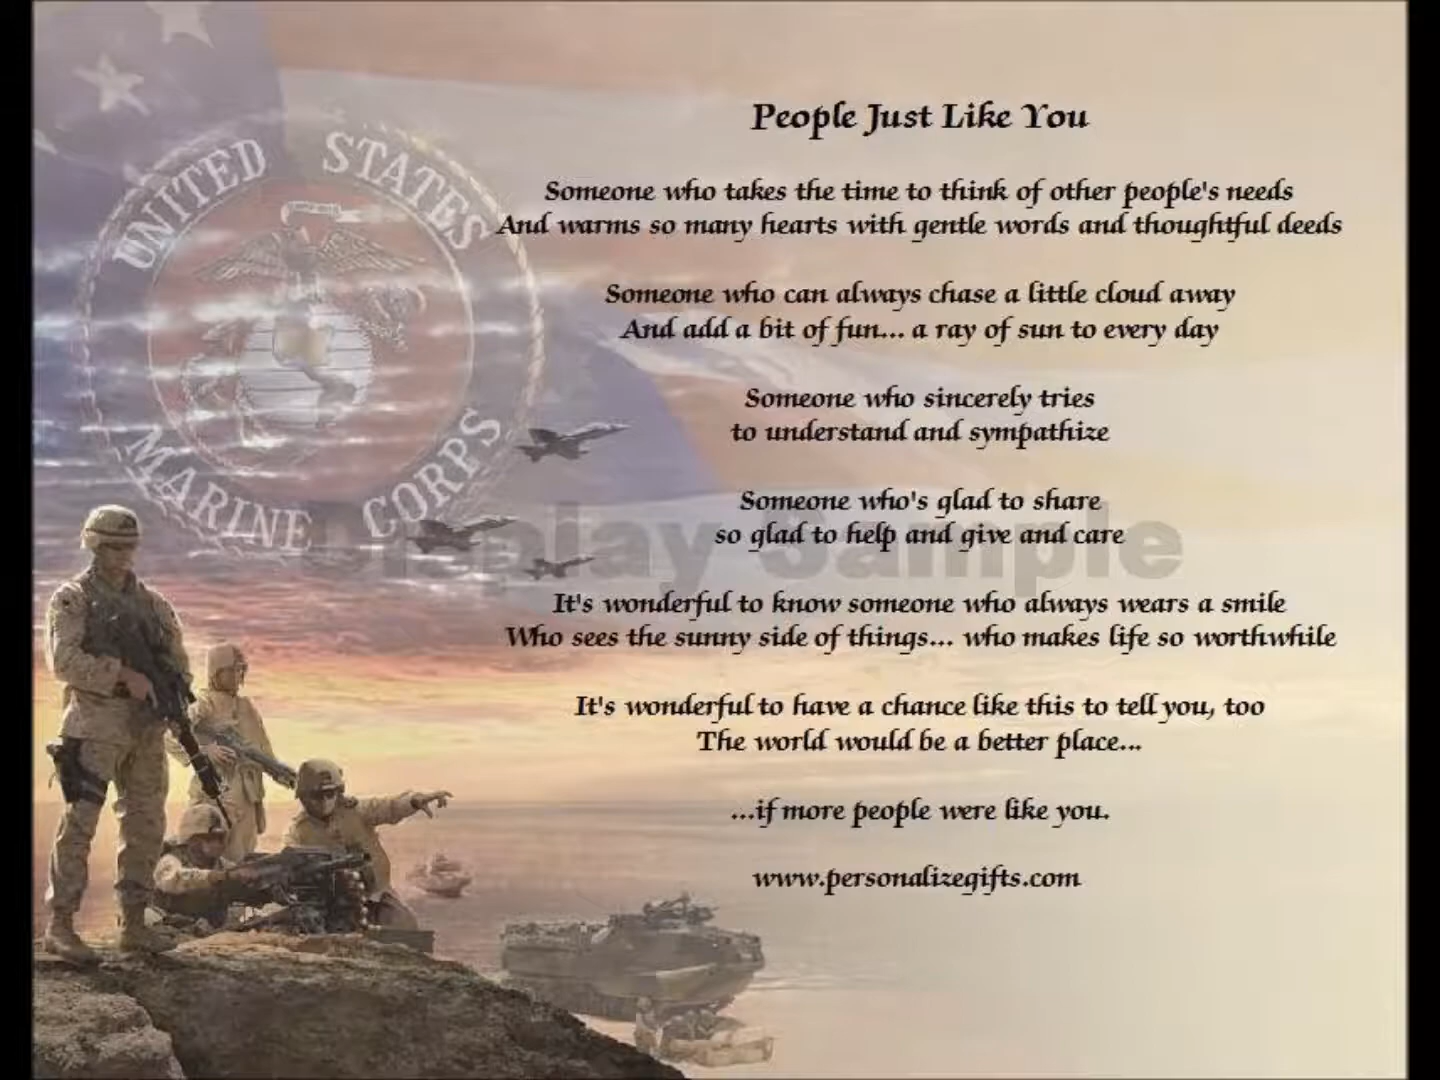 UNITED STATES
MARINE CORPS
People Just Like You
Someone who takes the time to think of other people's needs
And warms so many hearts with gentle words and thoughtful deeds
Someone who can always chase a little cloud away
And add a bit of fun... a ray of sun to every day
Someone who sincerely tries
to understand and sympathize
Someone who's glad to share
so glad to help and give and care
Display Sample
It's wonderful to know someone who always wears a smile
Who sees the sunny side of things... who makes life so worthwhile
It's wonderful to have a chance like this to tell you, too
The world would be a better place...
...if more people were like you.
www.personalizegifts.com